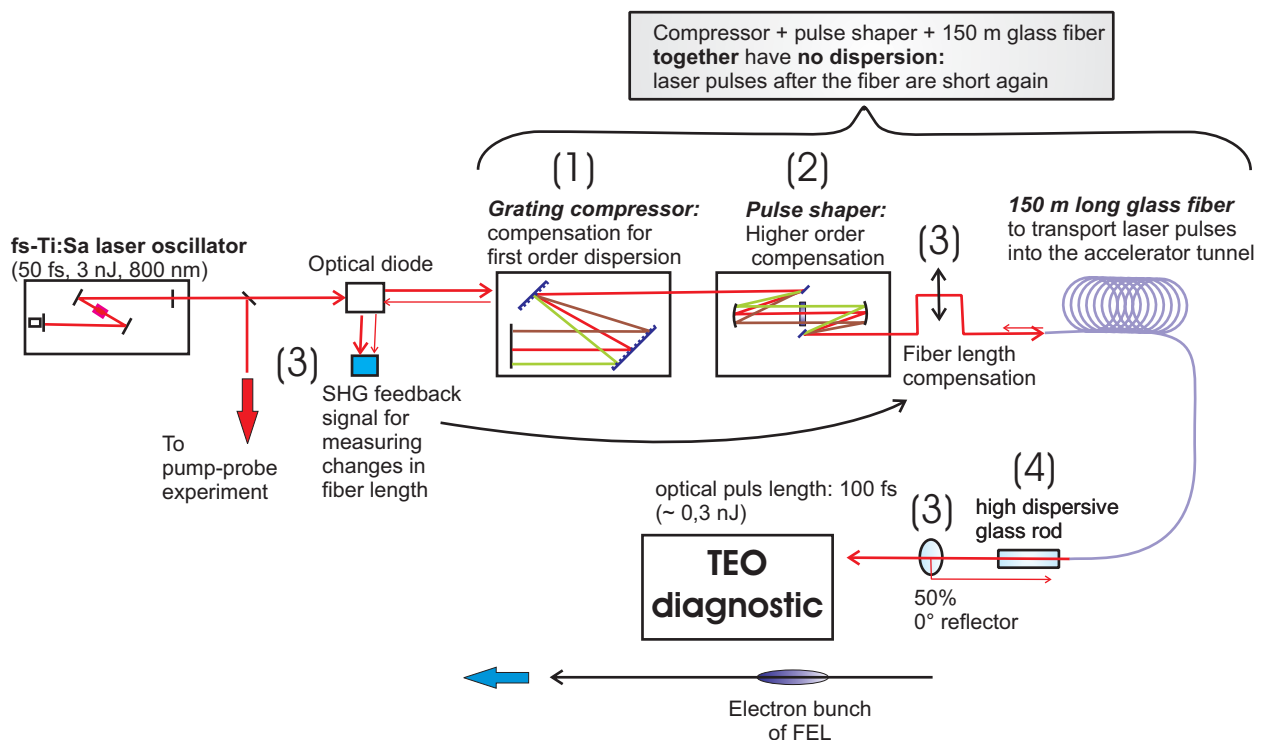 Compressor + pulse shaper + 150 m glass fiber
together have no dispersion:
laser pulses after the fiber are short again
(1)
(2)
Grating compressor:
compensation for
first order dispersion
Pulse shaper:
Higher order
compensation
(3)
150 m long glass fiber
to transport laser pulses
into the accelerator tunnel
fs-Ti:Sa laser oscillator
(50 fs, 3 nJ, 800 nm)
Optical diode
(3)
SHG feedback
signal for
measuring
changes in
fiber length
Fiber length
compensation
To
pump-probe
experiment
optical puls length: 100 fs
(~ 0,3 nJ)
TEO
diagnostic
(3)
(4)
high dispersive
glass rod
50%
0° reflector
Electron bunch
of FEL